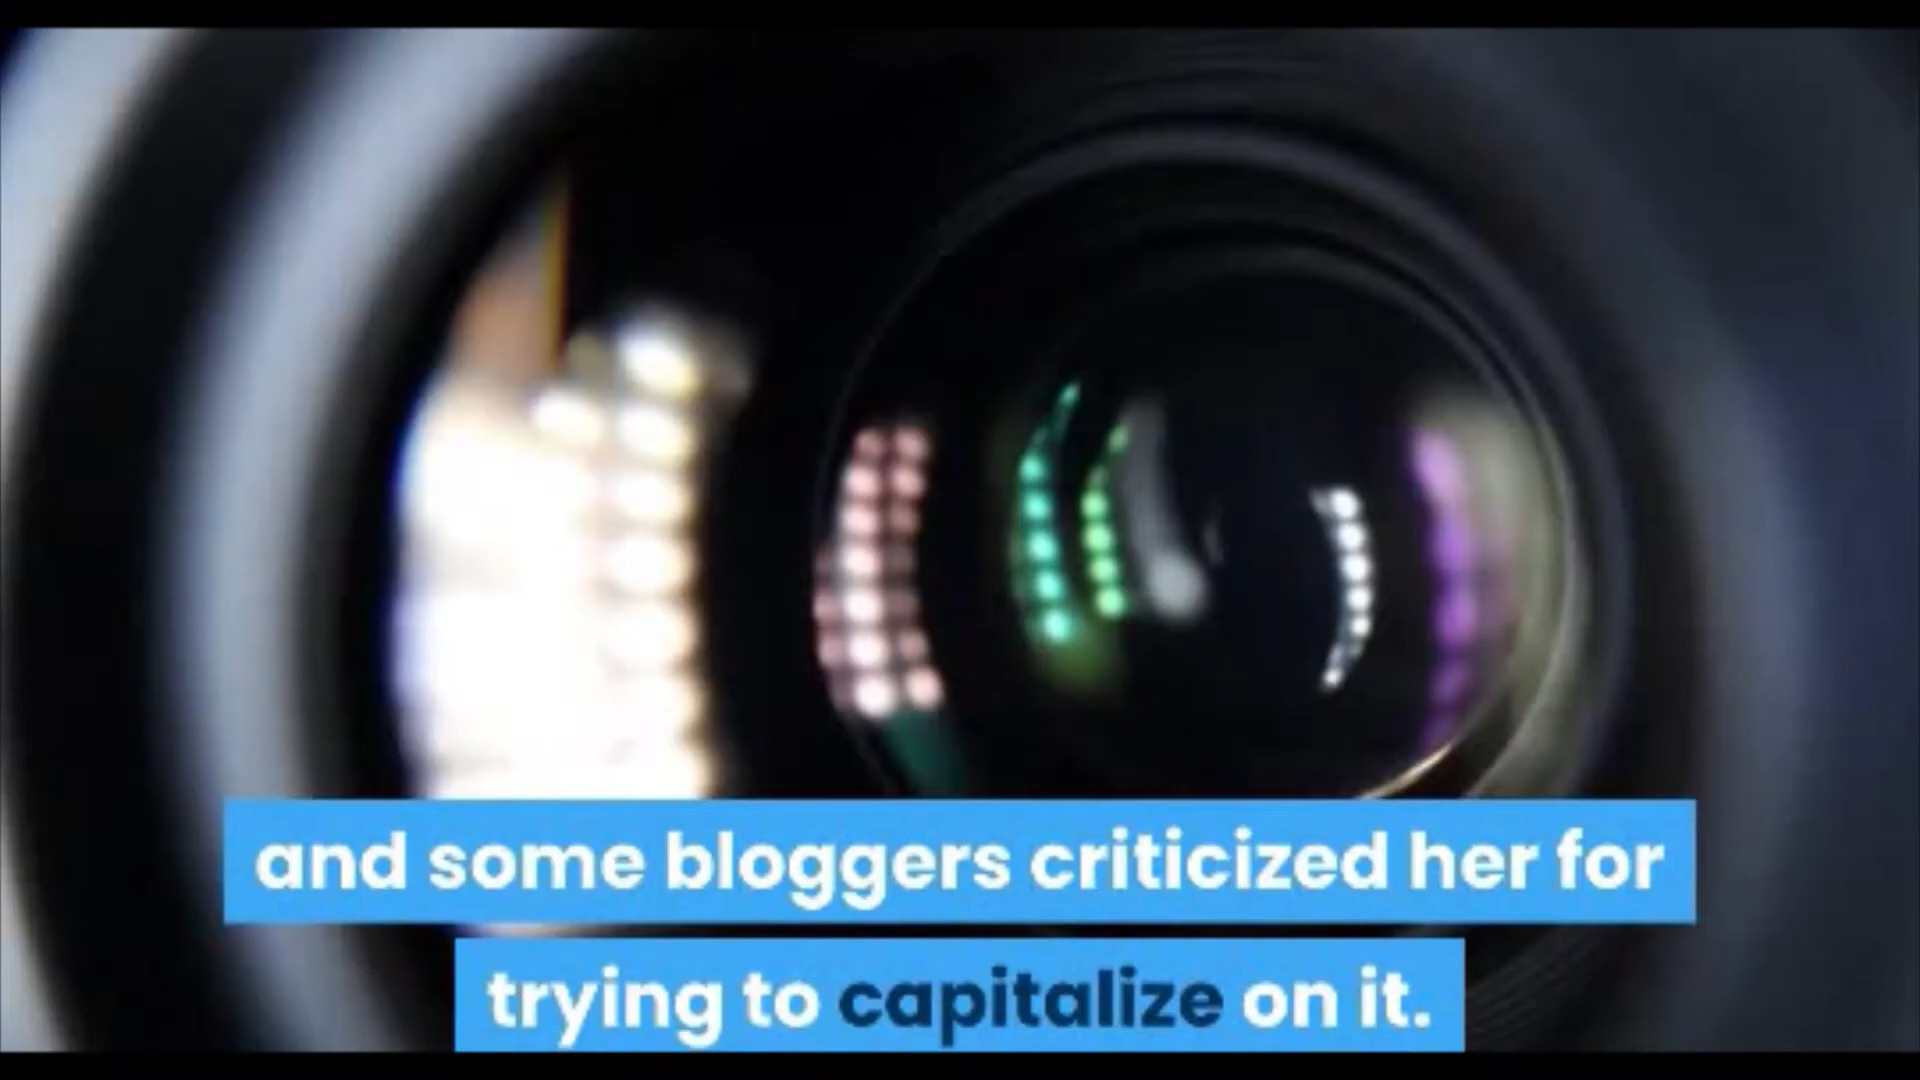 and some bloggers criticized her for
trying to capitalize on it.